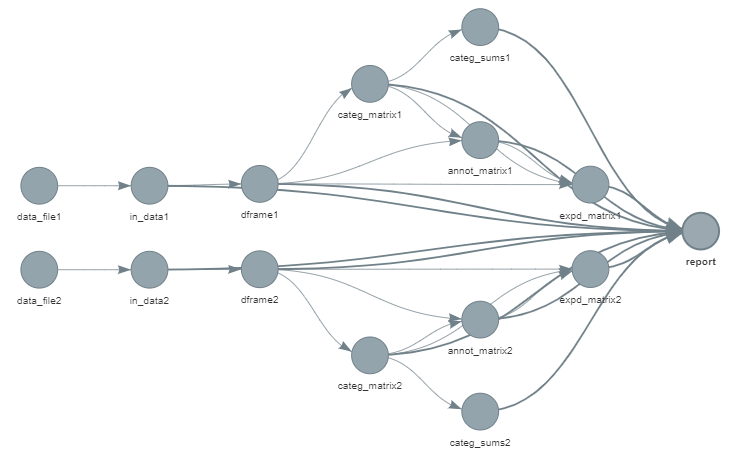 categ_sums1
categ_matrix1
annot_matrix1
data_file1
in_data1
dframe1
expd_matrix1
report
data_file2
in_data2
dframe2
expd_matrix2
annot_matrix2
categ_matrix2
categ_sums2